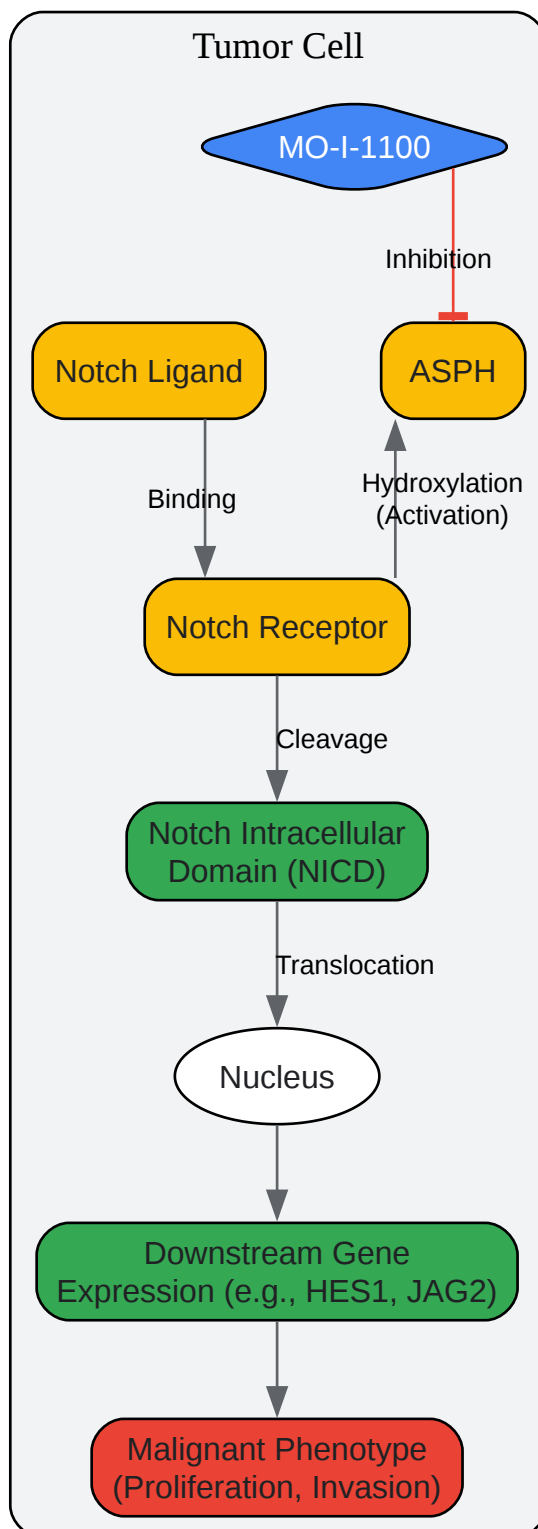 Tumor Cell
MO-I-1100
Inhibition
Notch Ligand
ASPH
Binding
Hydroxylation
(Activation)
Notch Receptor
Cleavage
Notch Intracellular
Domain (NICD)
Translocation
Nucleus
Downstream Gene
Expression (e.g., HES1, JAG2)
Malignant Phenotype
(Proliferation, Invasion)